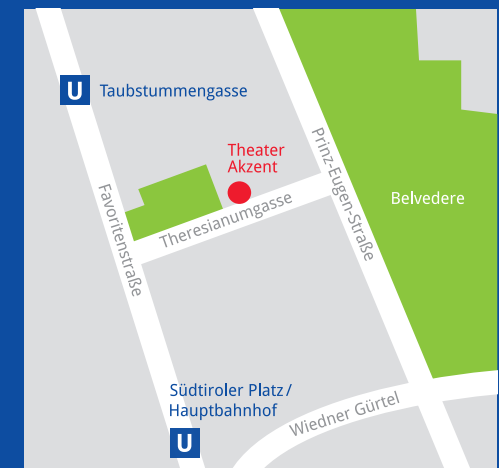 U
Taubstummengasse
Theater
Akzent
Prinz-Eugen-Straße
Belvedere
Favoritenstraße
Theresianumgasse
Südtiroler Platz/
Hauptbahnhof
Wiedner Gürtel
U